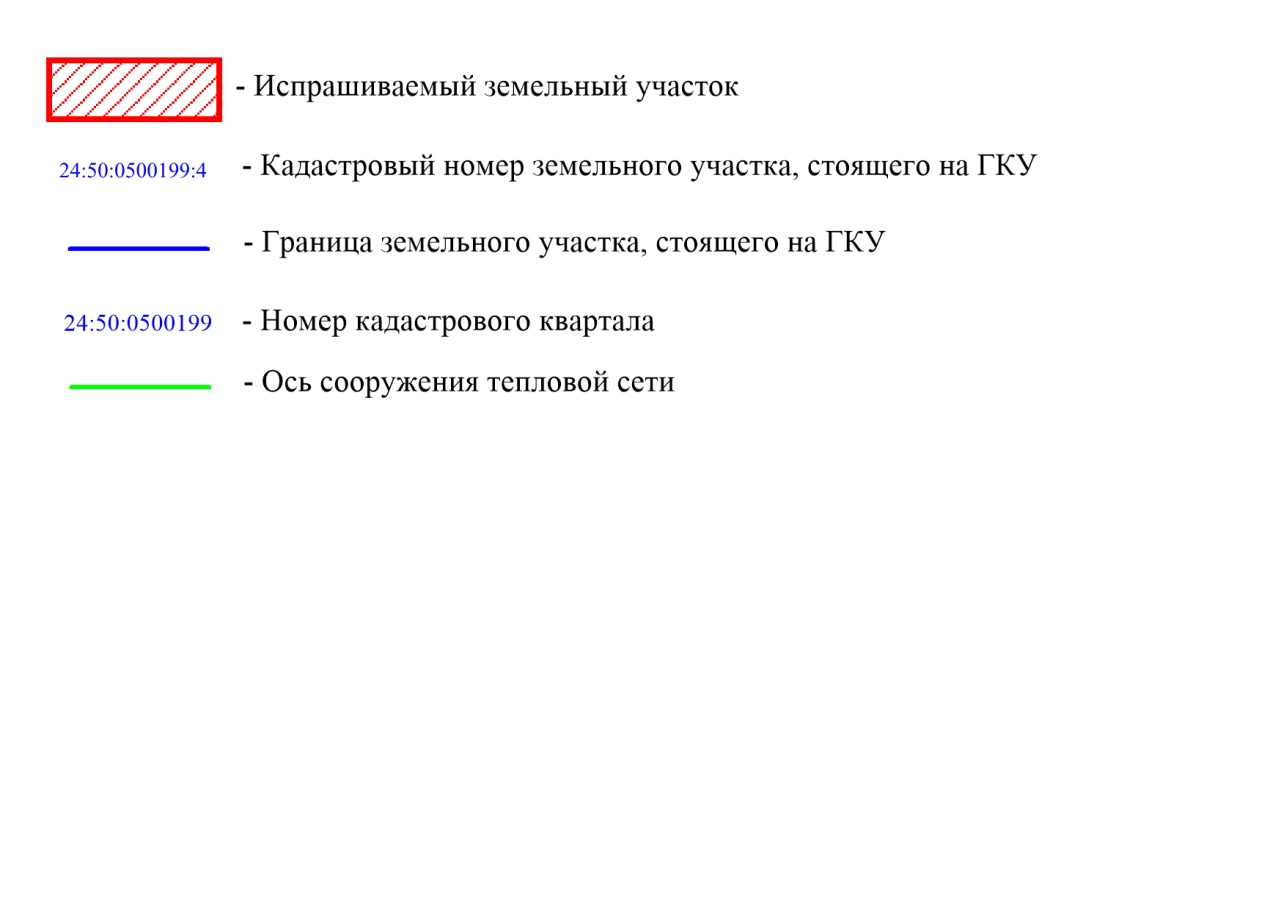 - Испрашиваемый земельный участок
24:50:0500199:4 - Кадастровый номер земельного участка, стоящего на ГКУ
- Граница земельного участка, стоящего на ГКУ
24:50:0500199 - Номер кадастрового квартала
- Ось сооружения тепловой сети